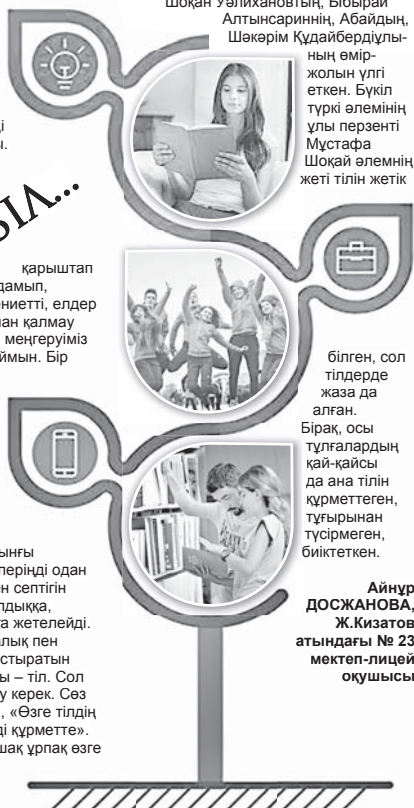 Шоқан Уәлихановтың, Ыбырай
Алтынсариннің, Абайдың,
Шәкәрім Құдайбердіұлы-
ның өмір-
жолын үлгі
еткен. Бүкіл
түркі әлемінің
ұлы перзенті
Мұстафа
Шоқай әлемнің
жеті тілін жетік
қарыштап
дамып,
ниетті, елдер
ан қалмау
меңгеруіміз
ймын. Бір
білген, сол
тілдерде
жаза да
алған.
Бірақ, осы
тұлғалардың
қай-қайсы
да ана тілін
құрметтеген,
тұғырынан
түсірмеген,
биіктеткен.
ынғы
леріңді одан
ен септігін
лдыққа,
а жетелейді.
алық пен
стыратын
ы – тіл. Сол
у керек. Сөз
, «Өзге тілдің
ді құрметте».
шақ ұрпақ өзге
Айнұр
ДОСЖАНОВА,
Ж.Кизатов
атындағы № 23
мектеп-лицей
оқушысы